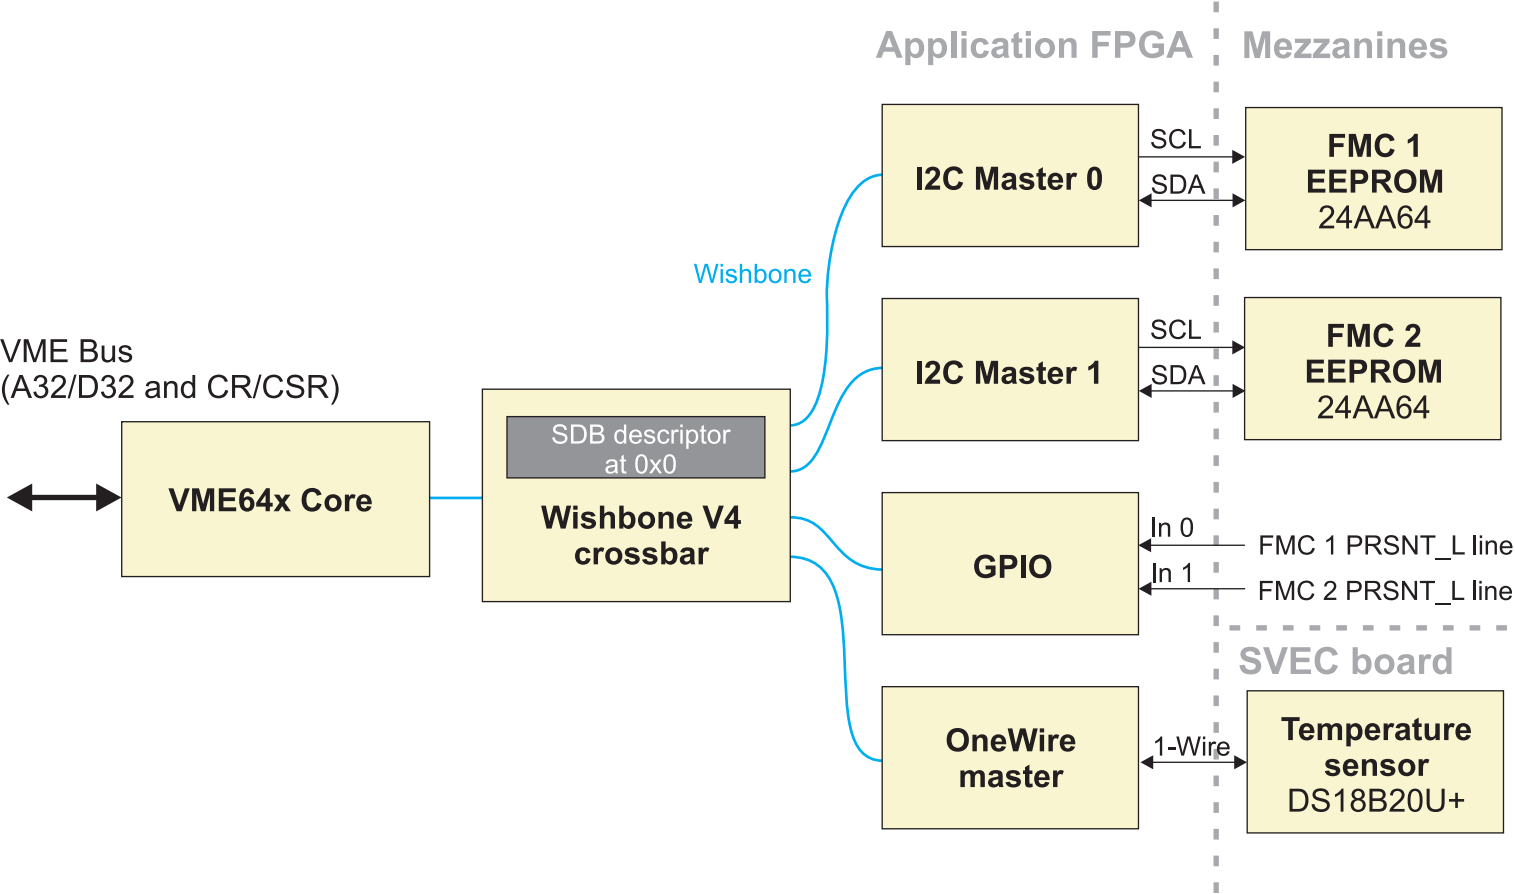 Application FPGA
Mezzanines
I2C Master 0
SCL
SDA
FMC 1
EEPROM
24AA64
Wishbone
I2C Master 1
SCL
SDA
FMC 2
EEPROM
24AA64
VME Bus
(A32/D32 and CR/CSR)
VME64x Core
SDB descriptor
at 0x0
Wishbone V4
crossbar
GPIO
In 0
In 1
FMC 1 PRSNT_L line
FMC 2 PRSNT_L line
SVEC board
OneWire
master
1-Wire
Temperature
sensor
DS18B20U+